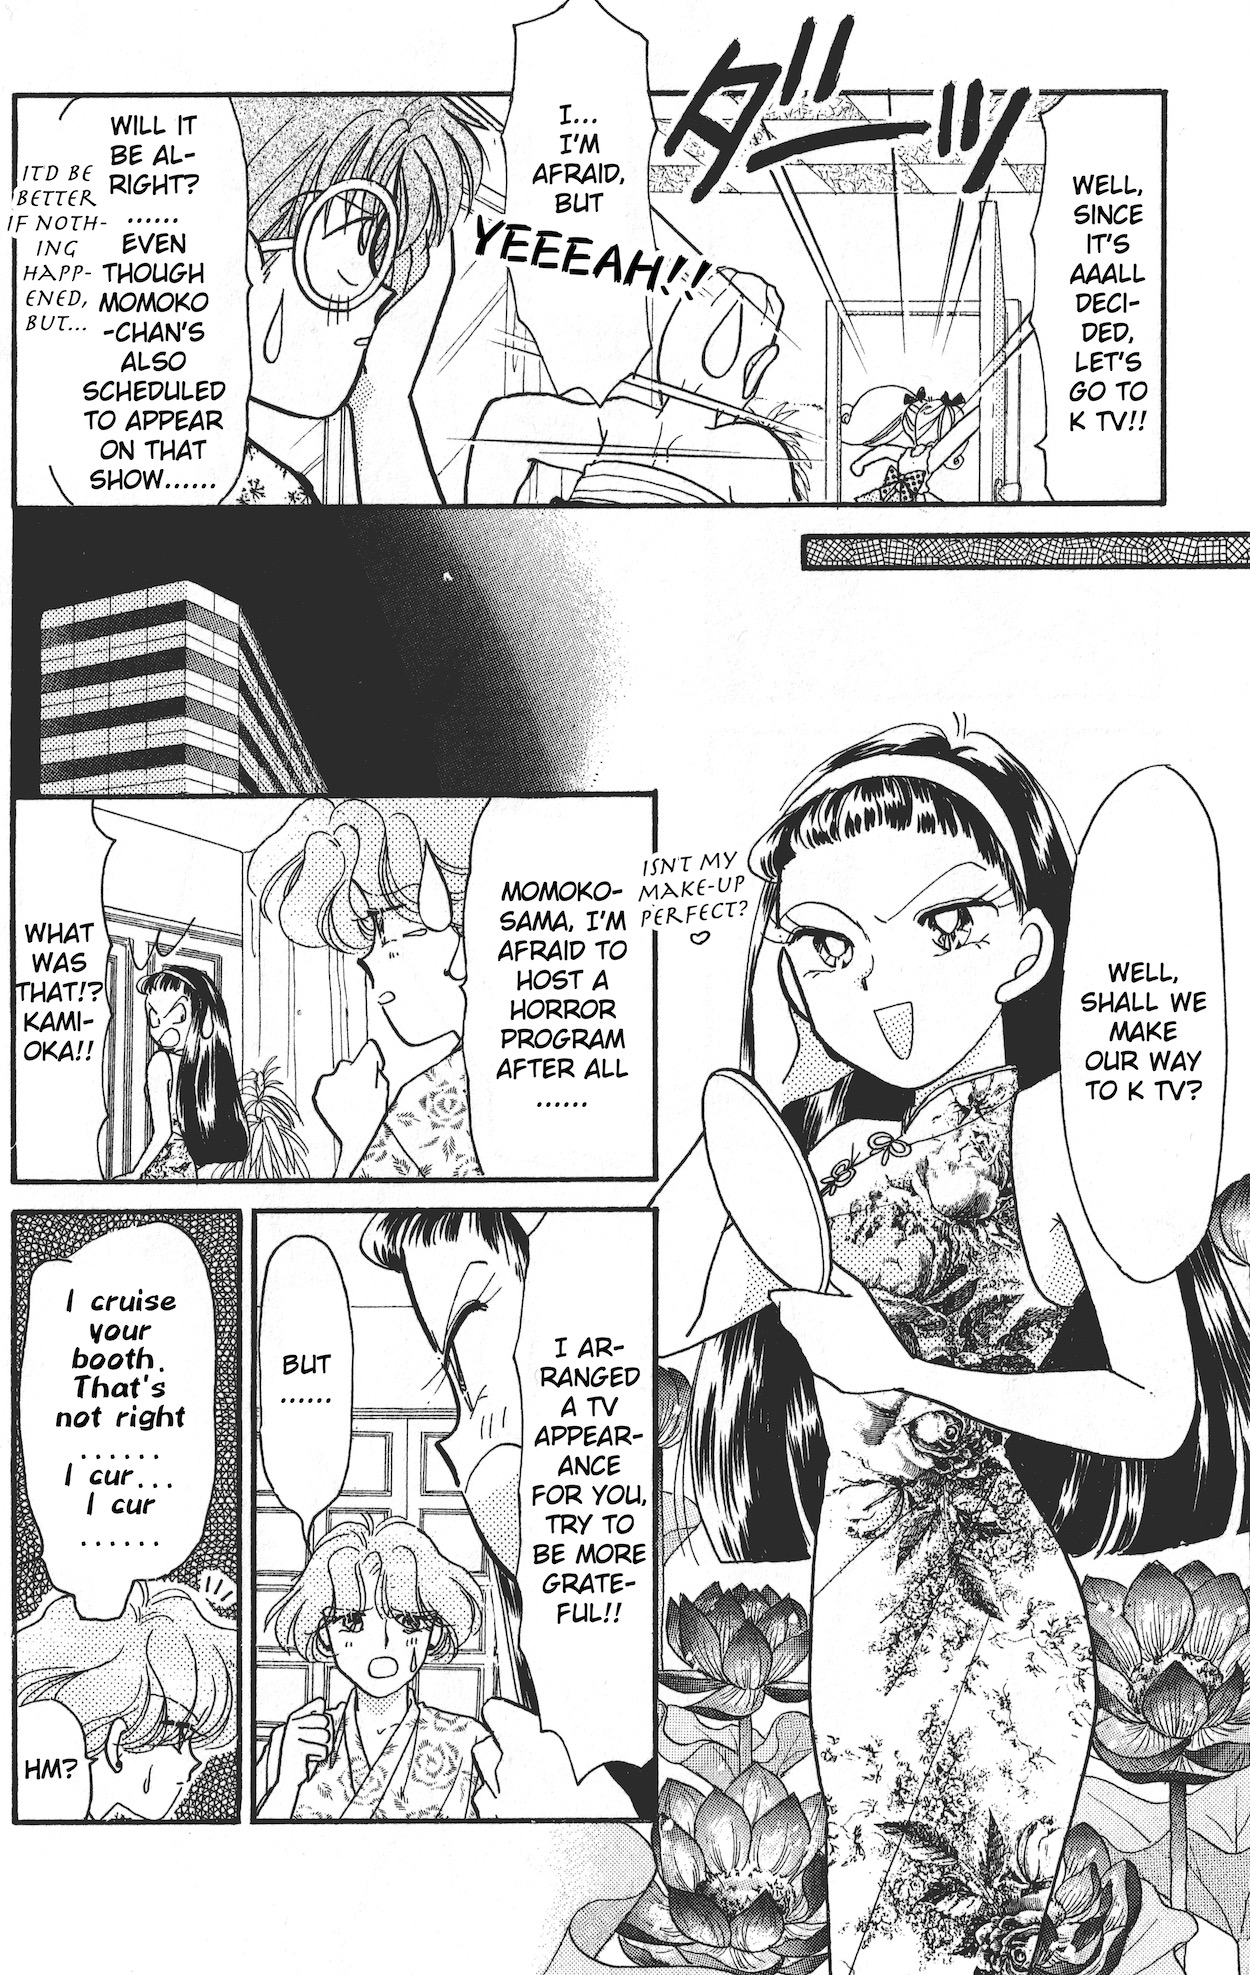 WELL,
SINCE
IT'S
AAALL
DECI-
DED,
LET'S
GO TO
K TV!!
ダーッ
I...
I'M
AFRAID,
BUT
YEEEAH!!
WILL IT
BE AL-
RIGHT?
......
EVEN
THOUGH
MOMOKO
-CHAN'S
ALSO
SCHEDULED
TO APPEAR
ON THAT
SHOW......
IT'D BE
BETTER
IF NOTH-
ING
HAPP-
ENED,
BUT...
WELL,
SHALL WE
MAKE
OUR WAY
TO K TV?
ISN'T MY
MAKE-UP
PERFECT?
♡
MOMOKO-
SAMA, I'M
AFRAID TO
HOST A
HORROR
PROGRAM
AFTER ALL
......
WHAT
WAS
THAT!?
KAMI-
OKA!!
I AR-
RANGED
A TV
APPEAR-
ANCE
FOR YOU,
TRY TO
BE MORE
GRATE-
FUL!!
BUT
......
I cruise
your
booth.
That's
not right
......
I cur...
I cur
......
HM?